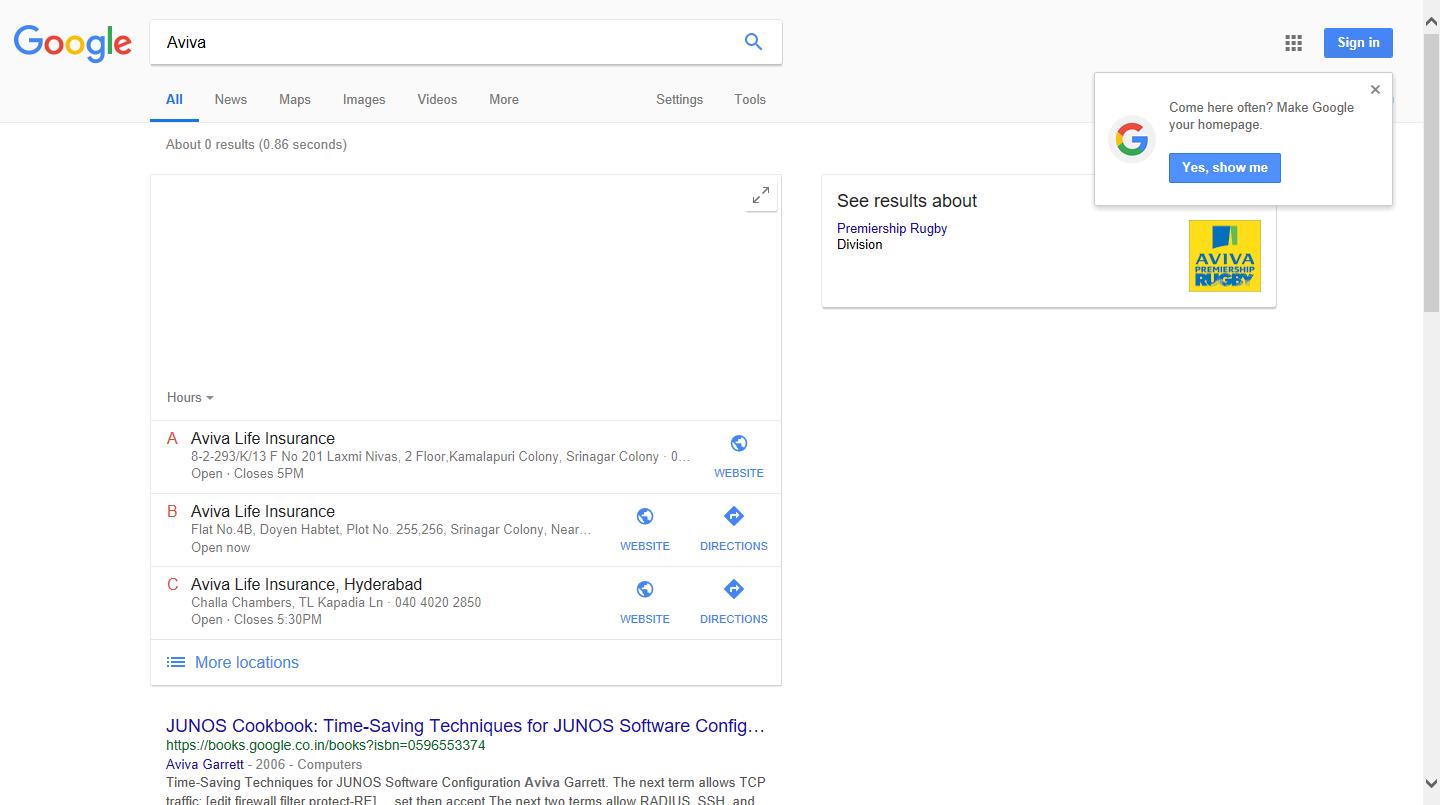 Google
Aviva
Sign in
All News Maps Images Videos More Settings Tools
Come here often? Make Google
your homepage.
Yes, show me
About 0 results (0.86 seconds)
See results about
Premiership Rugby
Division
AVIVA
PREMIERSHIP
RUGBY
Hours
A Aviva Life Insurance
8-2-293/K/13 F No 201 Laxmi Nivas, 2 Floor,Kamalapuri Colony, Srinagar Colony · 0...
Open · Closes 5PM
WEBSITE
B Aviva Life Insurance
Flat No.4B, Doyen Habtet, Plot No. 255,256, Srinagar Colony, Near...
Open now
WEBSITE DIRECTIONS
C Aviva Life Insurance, Hyderabad
Challa Chambers, TL Kapadia Ln · 040 4020 2850
Open · Closes 5:30PM
WEBSITE DIRECTIONS
More locations
JUNOS Cookbook: Time-Saving Techniques for JUNOS Software Config...
https://books.google.co.in/books?isbn=0596553374
Aviva Garrett - 2006 - Computers
Time-Saving Techniques for JUNOS Software Configuration Aviva Garrett. The next term allows TCP
traffic: [edit firewall filter protect-RE] ... set then accept The next two terms allow RADIUS, SSH, and